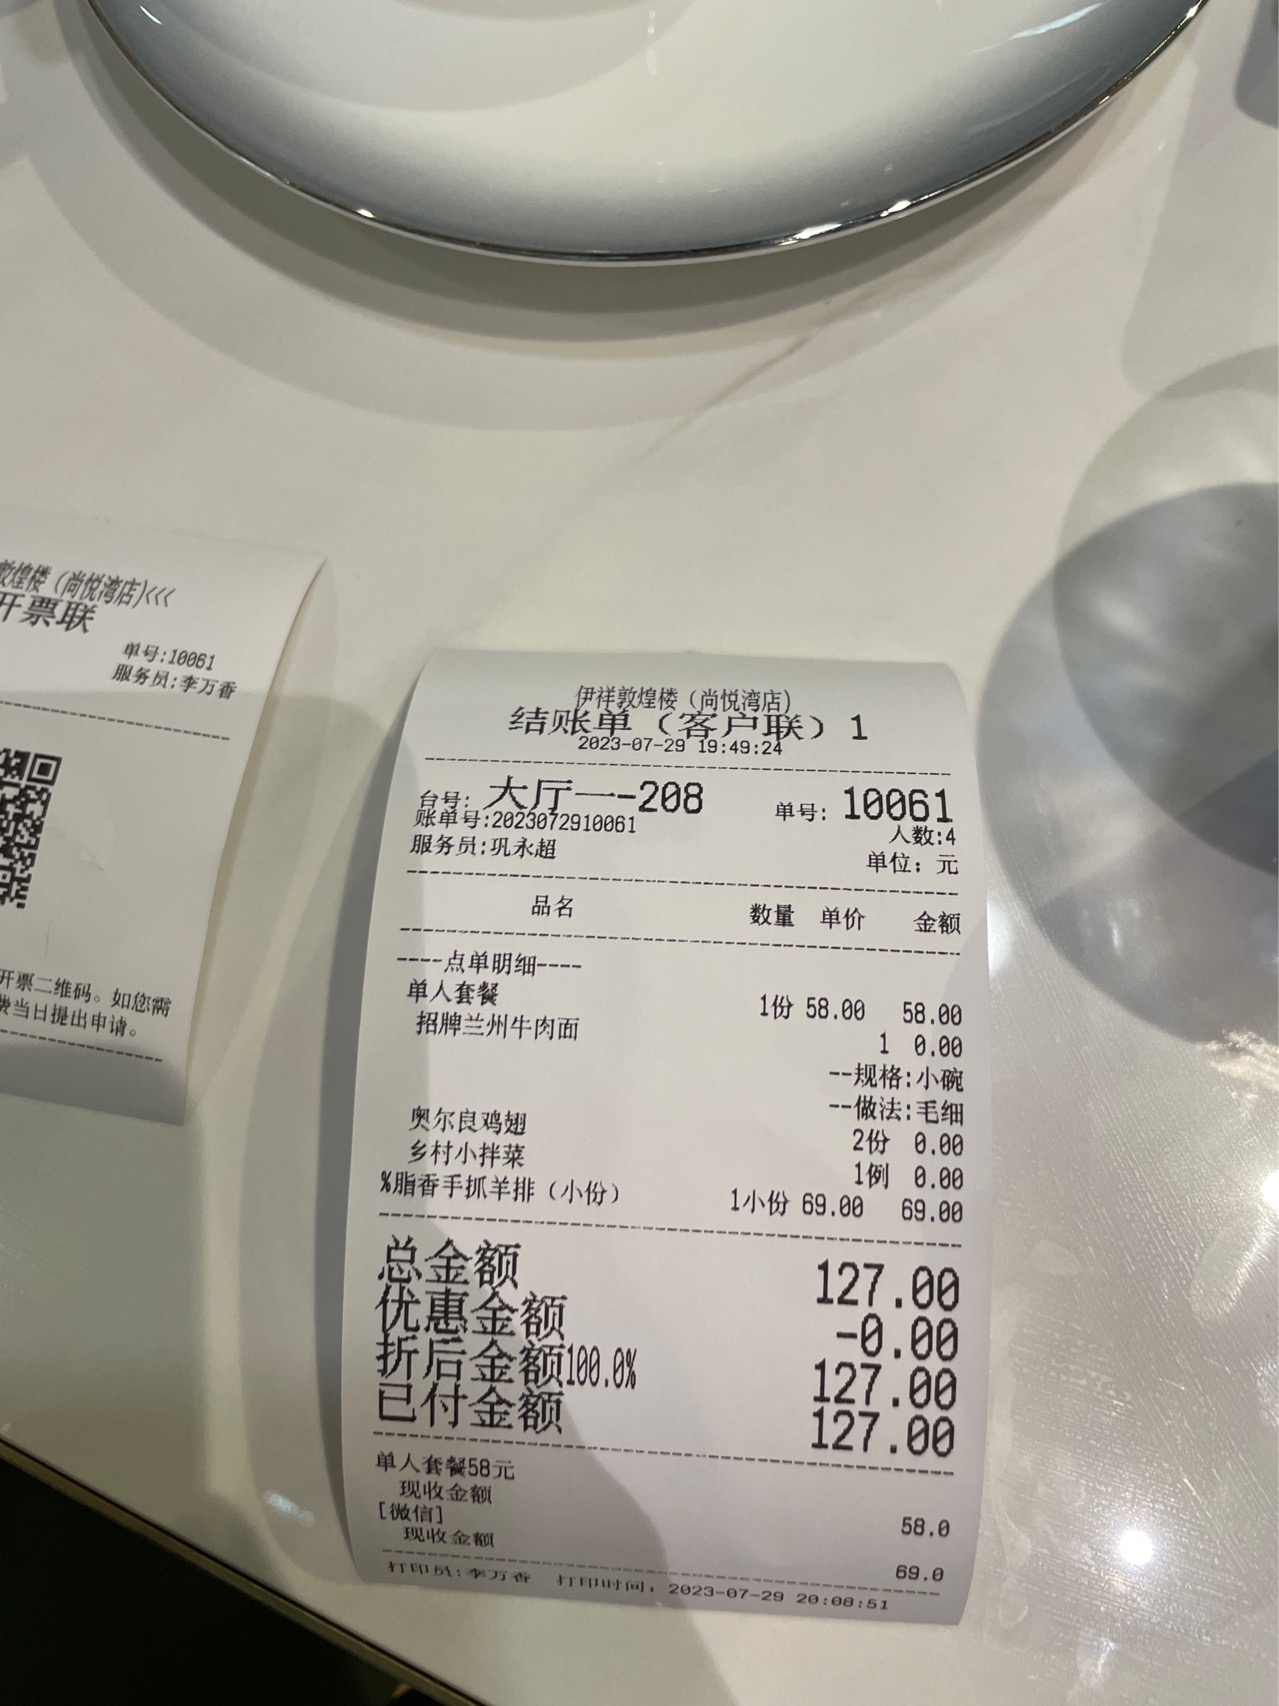 敦煌楼（尚悦湾店)<<<
开票联
单号:10061
服务员:李万香
开票二维码。如您需
当日提出申请。
伊祥敦煌楼（尚悦湾店）
结账单（客户联）1
2023-07-29 19:49:24
台号: 大厅一-208 单号: 10061
账单号:2023072910061 人数:4
服务员:巩永超 单位: 元
品名 数量 单价 金额
----点单明细----
单人套餐 1份 58.00 58.00
招牌兰州牛肉面 1 0.00
--规格:小碗
--做法:毛细
奥尔良鸡翅 2份 0.00
乡村小拌菜 1例 0.00
%脂香手抓羊排（小份） 1小份 69.00 69.00
总金额 127.00
优惠金额 -0.00
折后金额100.0% 127.00
已付金额 127.00
单人套餐58元
现收金额 58.0
[微信]
现收金额 69.0
打印员:李万香 打印时间: 2023-07-29 20:08:51